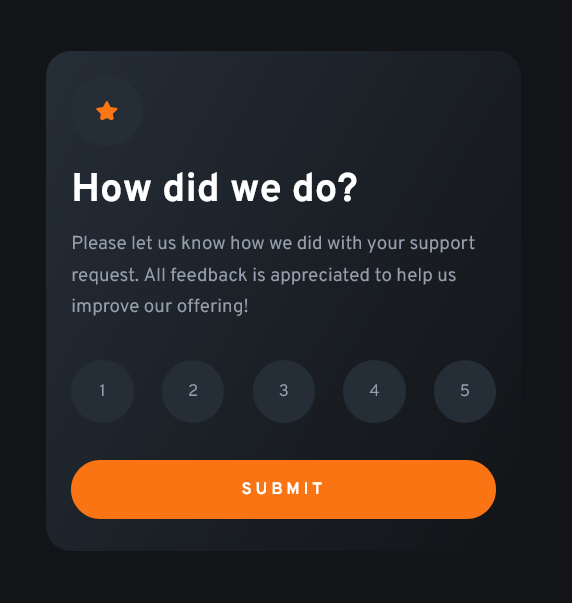 How did we do?
Please let us know how we did with your support
request. All feedback is appreciated to help us
improve our offering!
1 2 3 4 5
SUBMIT